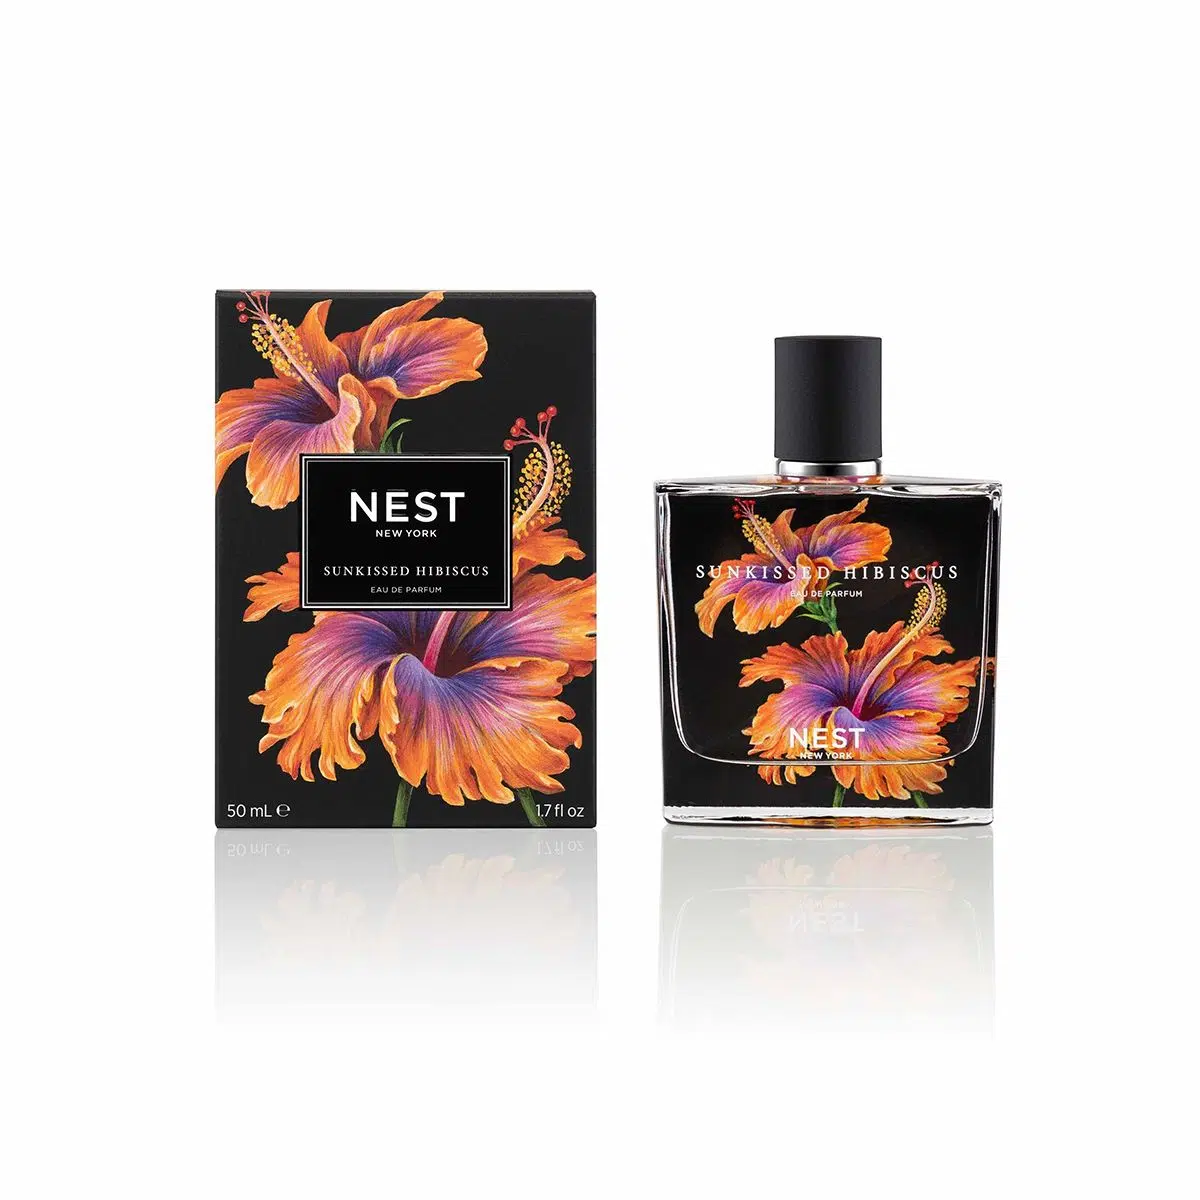 NEST
NEW YORK
SUNKISSED HIBISCUS
EAU DE PARFUM
50 mL ℮
1.7 fl oz
SUNKISSED HIBISCUS
EAU DE PARFUM
NEST
NEW YORK